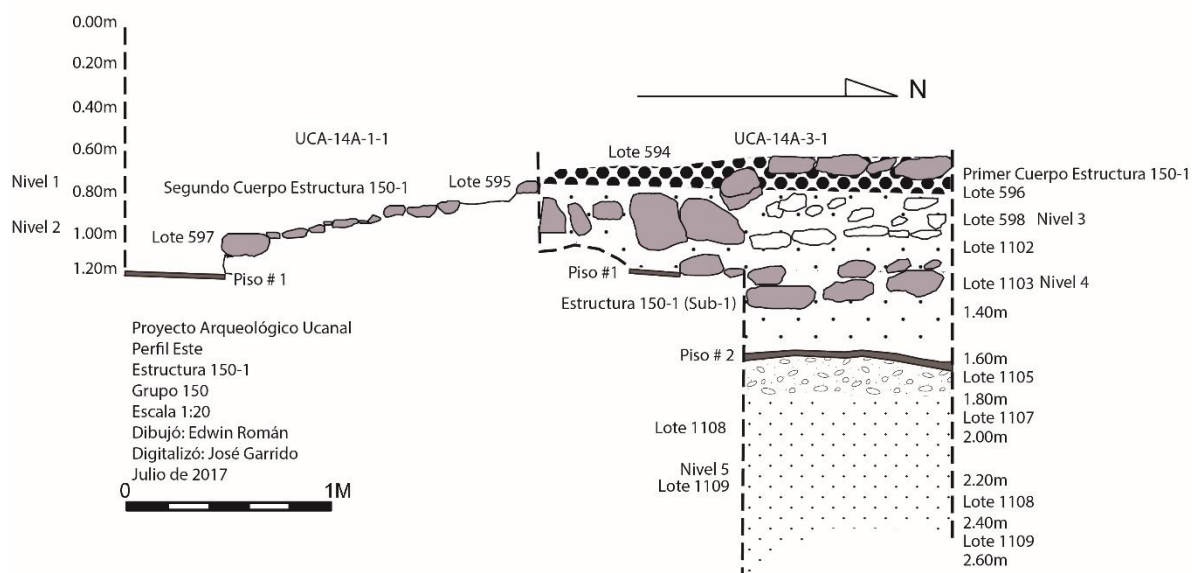 0.00m
0.20m
0.40m
0.60m
0.80m
1.00m
1.20m
Nivel 1
Nivel 2
N
UCA-14A-1-1
UCA-14A-3-1
Lote 594
Segundo Cuerpo Estructura 150-1
Lote 595
Lote 597
Piso # 1
Piso #1
Estructura 150-1 (Sub-1)
Piso # 2
Lote 1108
Nivel 5
Lote 1109
Primer Cuerpo Estructura 150-1
Lote 596
Lote 598 Nivel 3
Lote 1102
Lote 1103 Nivel 4
1.40m
1.60m
Lote 1105
1.80m
Lote 1107
2.00m
2.20m
Lote 1108
2.40m
Lote 1109
2.60m
Proyecto Arqueológico Ucanal
Perfil Este
Estructura 150-1
Grupo 150
Escala 1:20
Dibujó: Edwin Román
Digitalizó: José Garrido
Julio de 2017
0 1M